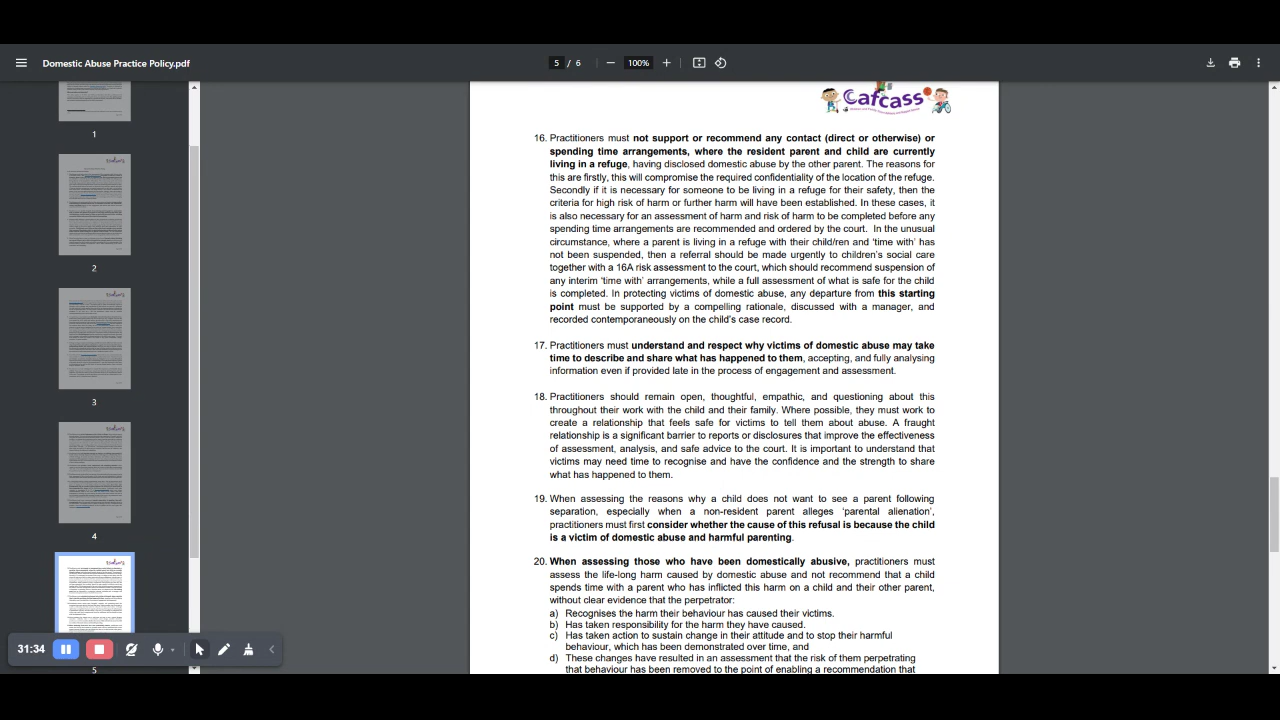 Domestic Abuse Practice Policy.pdf
5 / 6
100%
1
2
3
4
5
Cafcass
16. Practitioners must not support or recommend any contact (direct or otherwise) or
spending time arrangements, where the resident parent and child are currently
living in a refuge, having disclosed domestic abuse by the other parent. The reasons for
this are firstly, this will compromise the required confidentiality of the location of the refuge.
Secondly if it is necessary for someone to be living in a refuge for their safety, then the
criteria for high risk of harm or further harm will have been established. In these cases, it
is also necessary for an assessment of harm and risk of harm to be completed before any
spending time arrangements are recommended and ordered by the court. In the unusual
circumstance, where a parent is living in a refuge with their child/ren and 'time with' has
not been suspended, then a referral should be made urgently to children's social care
together with a 16A risk assessment to the court, which should recommend suspension of
any interim 'time with' arrangements, while a full assessment of what is safe for the child
is completed. In protecting victims of domestic abuse, any departure from this starting
point must be supported by a compelling rationale, discussed with a manager, and
recorded contemporaneously on the child's case record.
17. Practitioners must understand and respect why victims of domestic abuse may take
time to describe and share what has happened to them, accepting, and fully analysing
information even if provided late in the process of engagement and assessment.
18. Practitioners should remain open, thoughtful, empathic, and questioning about this
throughout their work with the child and their family. Where possible, they must work to
create a relationship that feels safe for victims to tell them about abuse. A fraught
relationship is a significant barrier to reports or disclosures that improve the effectiveness
of assessment, analysis, and safe advice to the court. It is important to understand that
victims may need time to recognise and have the confidence and the strength to share
what has happened to them.
19. When assessing the reasons why a child does not want to see a parent following
separation, especially when a non-resident parent alleges 'parental alienation',
practitioners must first consider whether the cause of this refusal is because the child
is a victim of domestic abuse and harmful parenting.
20. When assessing those who have been domestically abusive, practitioners must
assess the life-long harm caused by domestic abuse and not recommend that a child
spends time with a parent who has inflicted this harm on a child and their other parent,
without clear evidence that the perpetrator:
a) Recognises the harm their behaviour has caused their victims.
b) Has taken responsibility for the harm they have caused.
c) Has taken action to sustain change in their attitude and to stop their harmful
behaviour, which has been demonstrated over time, and
d) These changes have resulted in an assessment that the risk of them perpetrating
that behaviour has been removed to the point of enabling a recommendation that
31:34